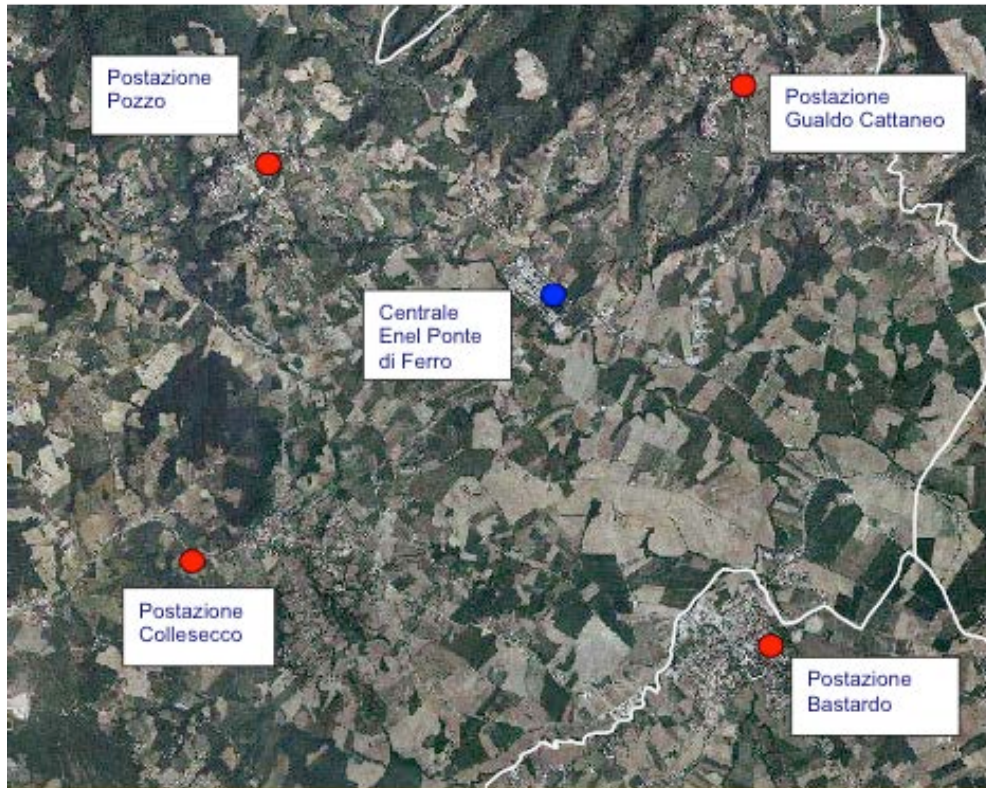 Postazione
Pozzo
Postazione
Gualdo Cattaneo
Centrale
Enel Ponte
di Ferro
Postazione
Collesecco
Postazione
Bastardo